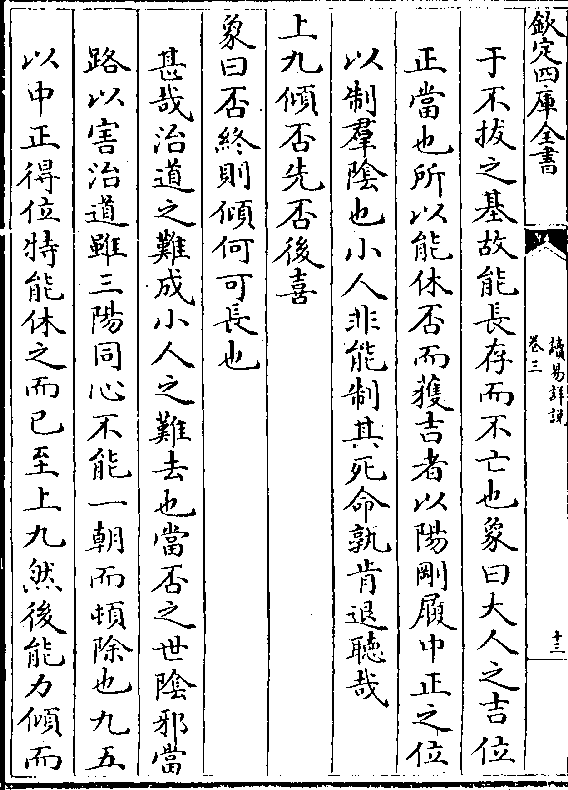 欽定四庫全書
讀易詳說
卷三
十三
于不拔之基故能長存而不亡也象曰大人之吉位
正當也所以能休否而獲吉者以陽剛履中正之位
以制羣陰也小人非能制其死命孰肯退聽哉
上九傾否先否後喜
象曰否終則傾何可長也
甚哉治道之難成小人之難去也當否之世陰邪當
路以害治道雖三陽同心不能一朝而頓除也九五
以中正得位特能休之而已至上九然後能力傾而